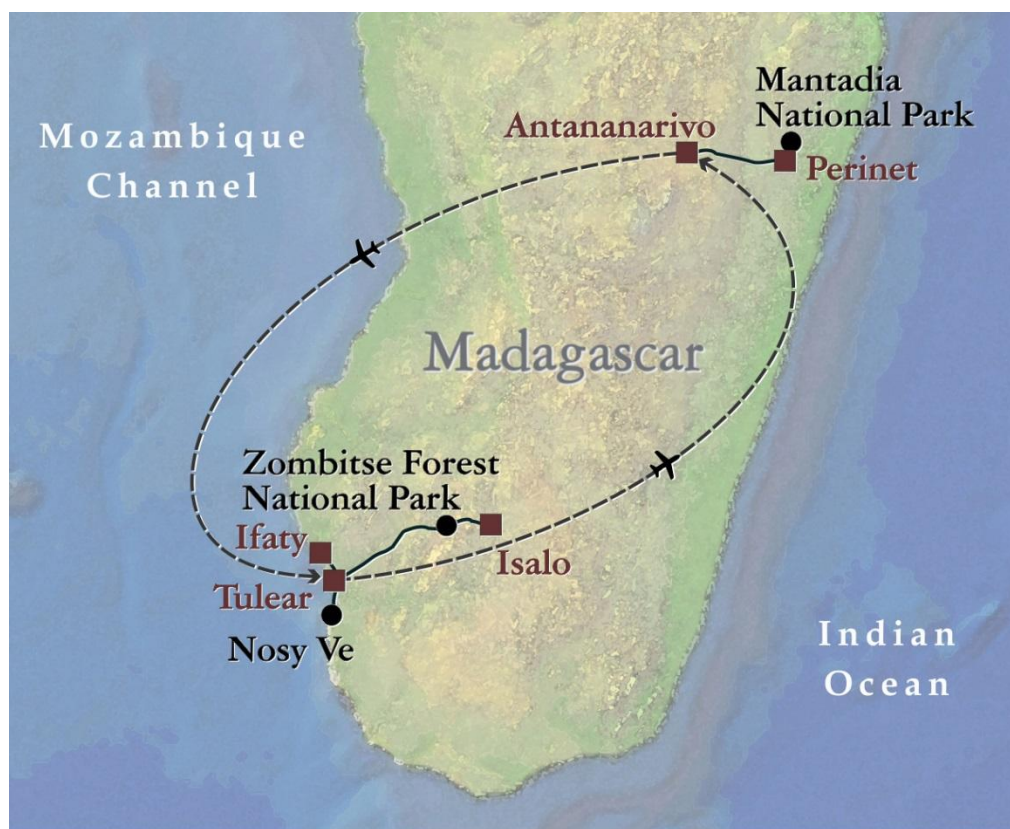 Mantadia
National Park
Antananarivo
Perinet
Mozambique
Channel
Madagascar
Zombitse Forest
National Park
Ifaty
Isalo
Tulear
Nosy Ve
Indian
Ocean